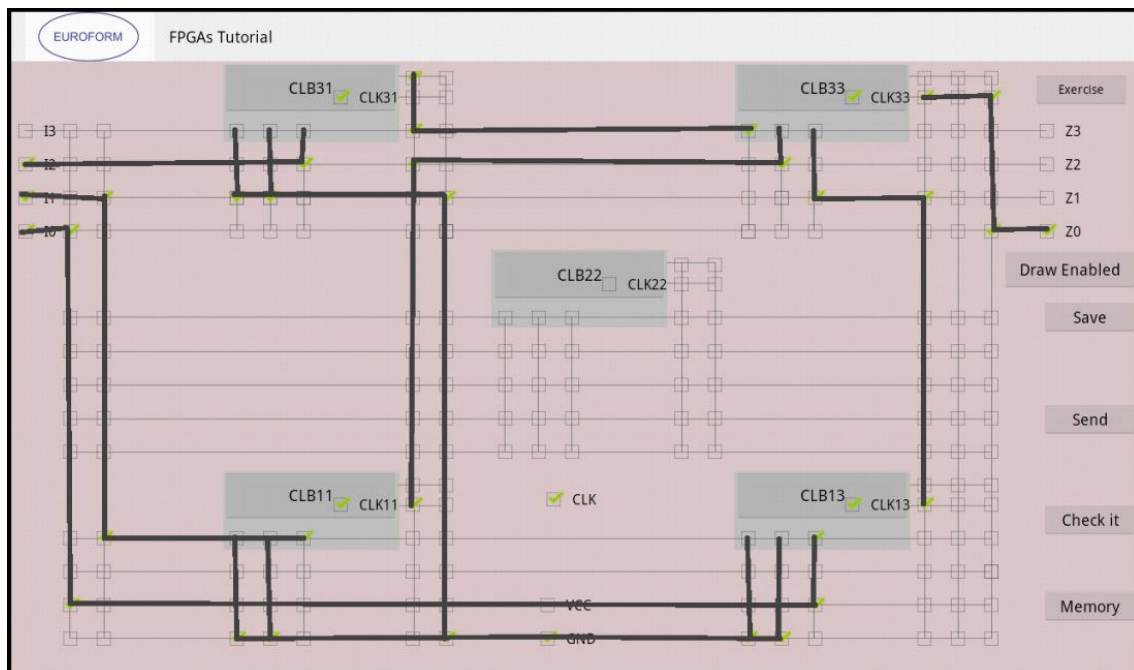 EUROFORM FPGAs Tutorial
CLB31 CLK31
CLB33 CLK33
Exercise
I3
Z3
I2
Z2
I1
Z1
I0
Z0
CLB22 CLK22
Draw Enabled
Save
Send
CLB11 CLK11
CLK
CLB13 CLK13
Check it
VCC
Memory
GND